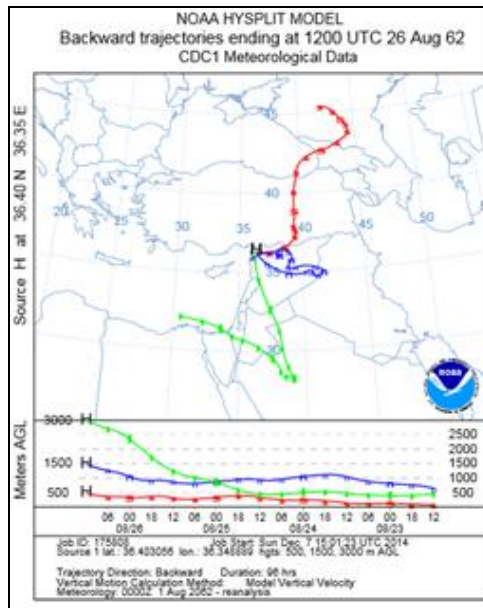 NOAA HYSPLIT MODEL
Backward trajectories ending at 1200 UTC 26 Aug 62
CDC1 Meteorological Data
Source H at 36.40 N 36.35 E
20
25
30
35
40
45
45
40
35
30
H
NOAA
Meters AGL
3000 H 2500
2000
1500 H 1500
1000
500 H 500
06 00 18 12 06 00 18 12 06 00 18 12 06 00 18 12
08/26 08/25 08/24 08/23
Job ID: 175808 Job Start: Sun Dec 7 15:01:23 UTC 2014
Source 1 lat.: 36.403056 lon.: 36.348889 hgts: 500, 1500, 3000 m AGL
Trajectory Direction: Backward Duration: 96 hrs
Vertical Motion Calculation Method: Model Vertical Velocity
Meteorology: 0000Z 1 Aug 2062 - reanalysis